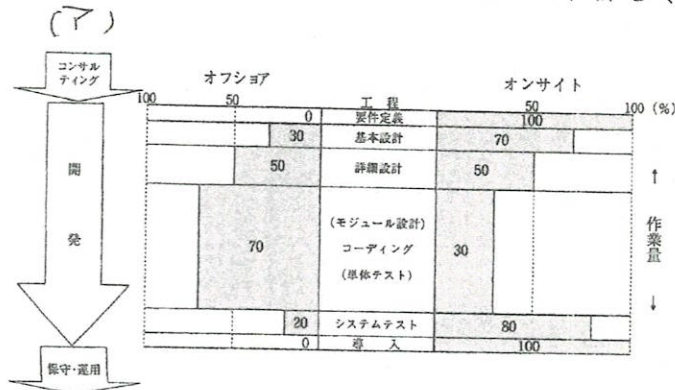 (ア)
コンサル
ティング
オフショア
オンサイト
100
50
工程
50
100 (%)
0
要件定義
100
30
基本設計
70
50
詳細設計
50
開
発
70
(モジュール設計)
コーディング
(単体テスト)
30
↑
作
業
量
↓
20
システムテスト
80
0
導入
100
保守・運用